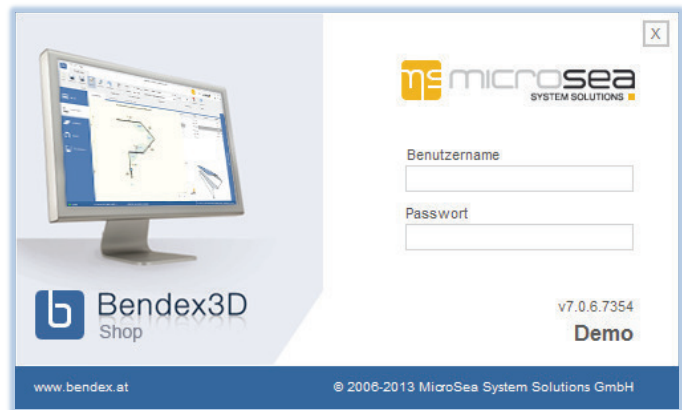 X
ms microsea
SYSTEM SOLUTIONS
Benutzername
Passwort
b Bendex3D
Shop
v7.0.6.7354
Demo
www.bendex.at
© 2006-2013 MicroSea System Solutions GmbH